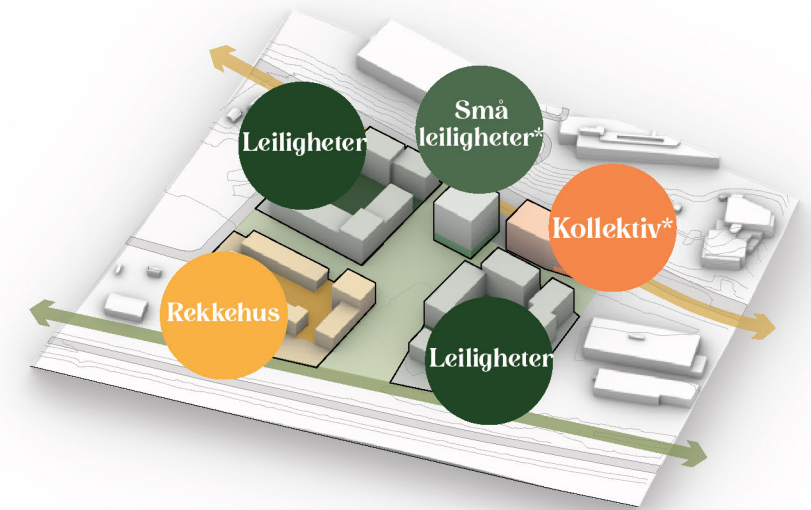 Små
leiligheter*
Leiligheter
Kollektiv*
Rekkehus
Leiligheter